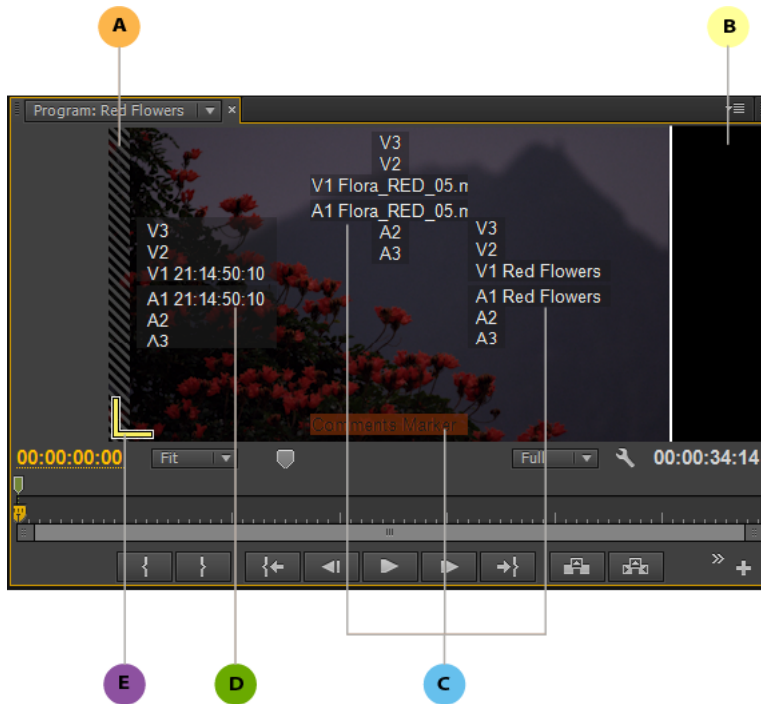 A
B
Program: Red Flowers
V3
V2
V1 Flora_RED_05.m
A1 Flora_RED_05.m
A2
A3
V3
V2
V1 21:14:50:10
A1 21:14:50:10
A2
A3
V3
V2
V1 Red Flowers
A1 Red Flowers
A2
A3
Comments Marker
00:00:00:00
Fit
Full
00:00:34:14
E
D
C